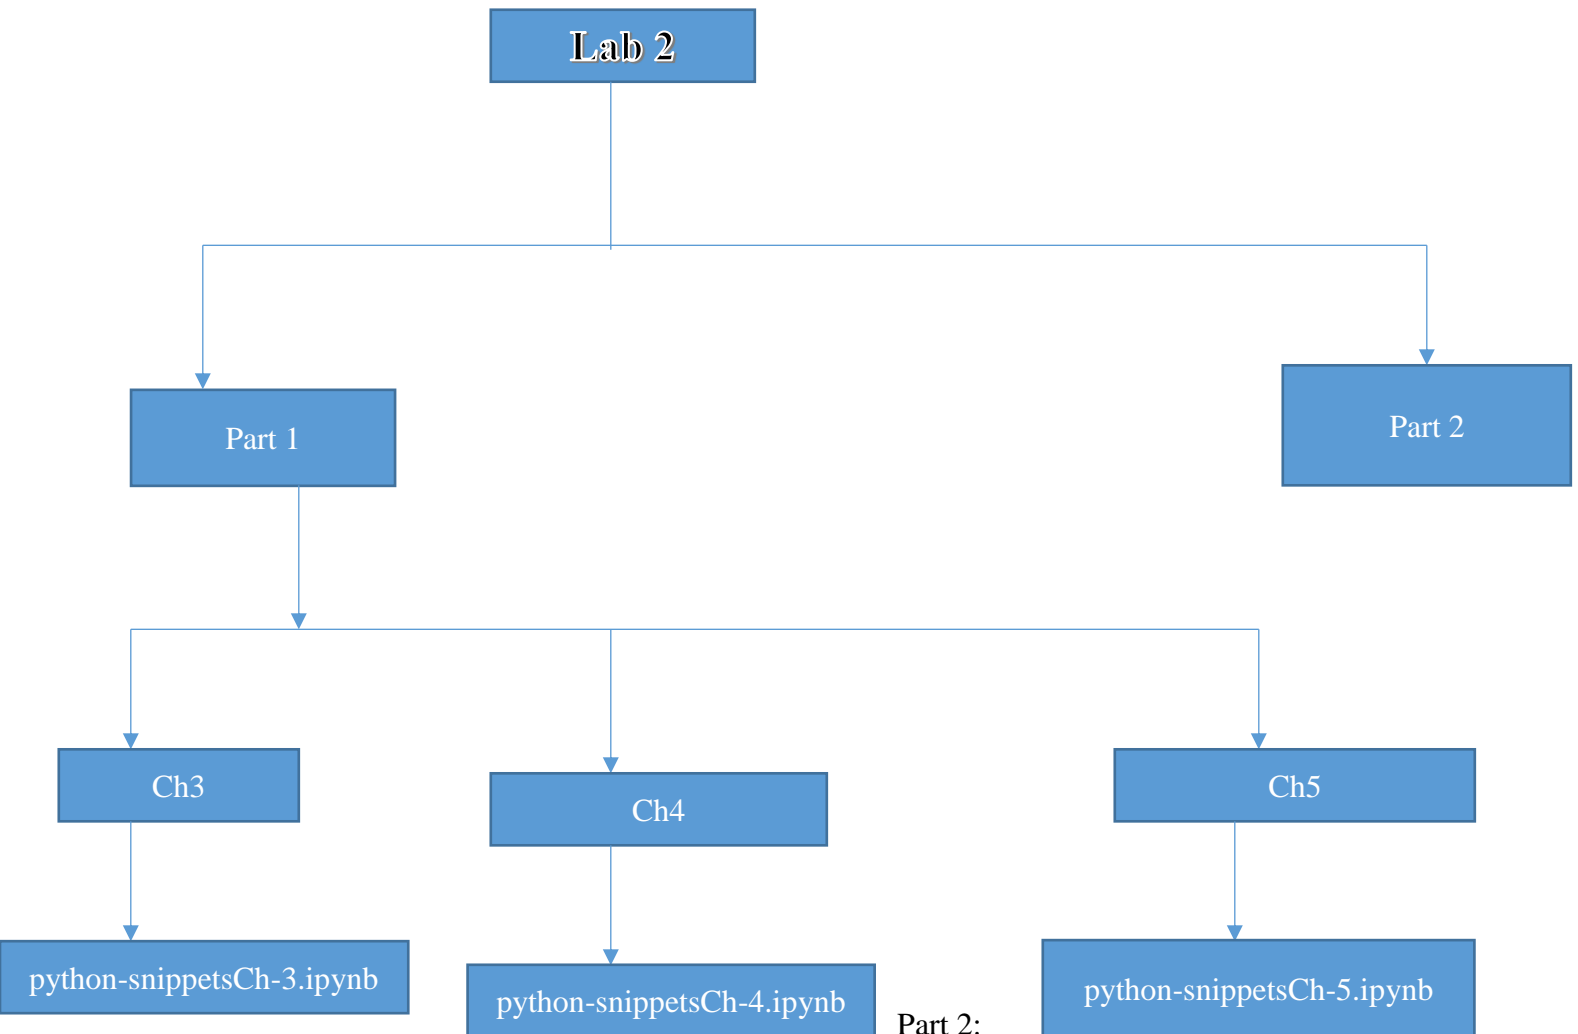 Lab 2
Part 1
Part 2
Ch3
Ch4
Ch5
python-snippetsCh-3.ipynb
python-snippetsCh-4.ipynb
python-snippetsCh-5.ipynb
Part 2: